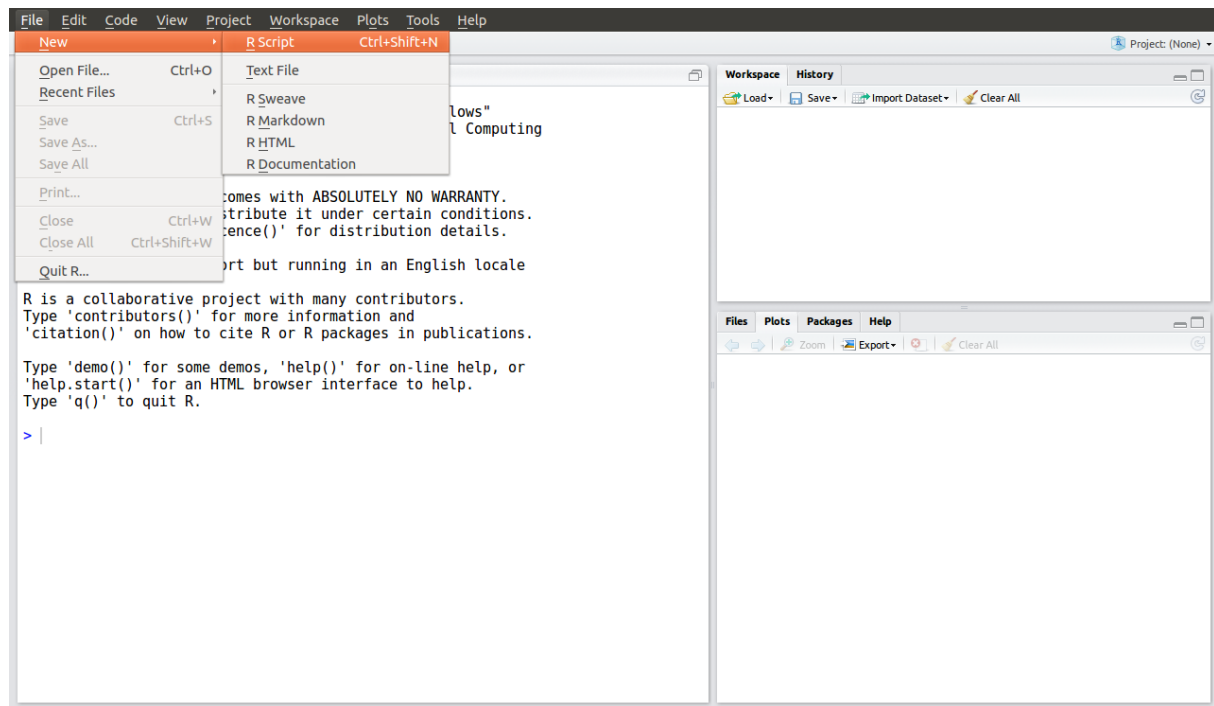 File Edit Code View Project Workspace Plots Tools Help
New
R Script Ctrl+Shift+N
Project: (None)
Open File... Ctrl+O
Recent Files
Save Ctrl+S
Save As...
Save All
Print...
Close Ctrl+W
Close All Ctrl+Shift+W
Quit R...
Text File
R Sweave
R Markdown
R HTML
R Documentation
lows"
l Computing
comes with ABSOLUTELY NO WARRANTY.
stribute it under certain conditions.
cence()' for distribution details.
ort but running in an English locale
R is a collaborative project with many contributors.
Type 'contributors()' for more information and
'citation()' on how to cite R or R packages in publications.
Type 'demo()' for some demos, 'help()' for on-line help, or
'help.start()' for an HTML browser interface to help.
Type 'q()' to quit R.
>
Workspace History
Load Save Import Dataset Clear All
Files Plots Packages Help
Zoom Export Clear All